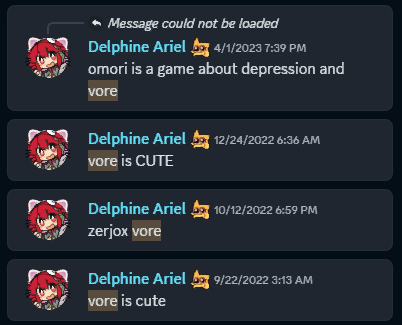 Message could not be loaded
Delphine Ariel 4/1/2023 7:39 PM
omori is a game about depression and
vore
Delphine Ariel 12/24/2022 6:36 AM
vore is CUTE
Delphine Ariel 10/12/2022 6:59 PM
zerjox vore
Delphine Ariel 9/22/2022 3:13 AM
vore is cute